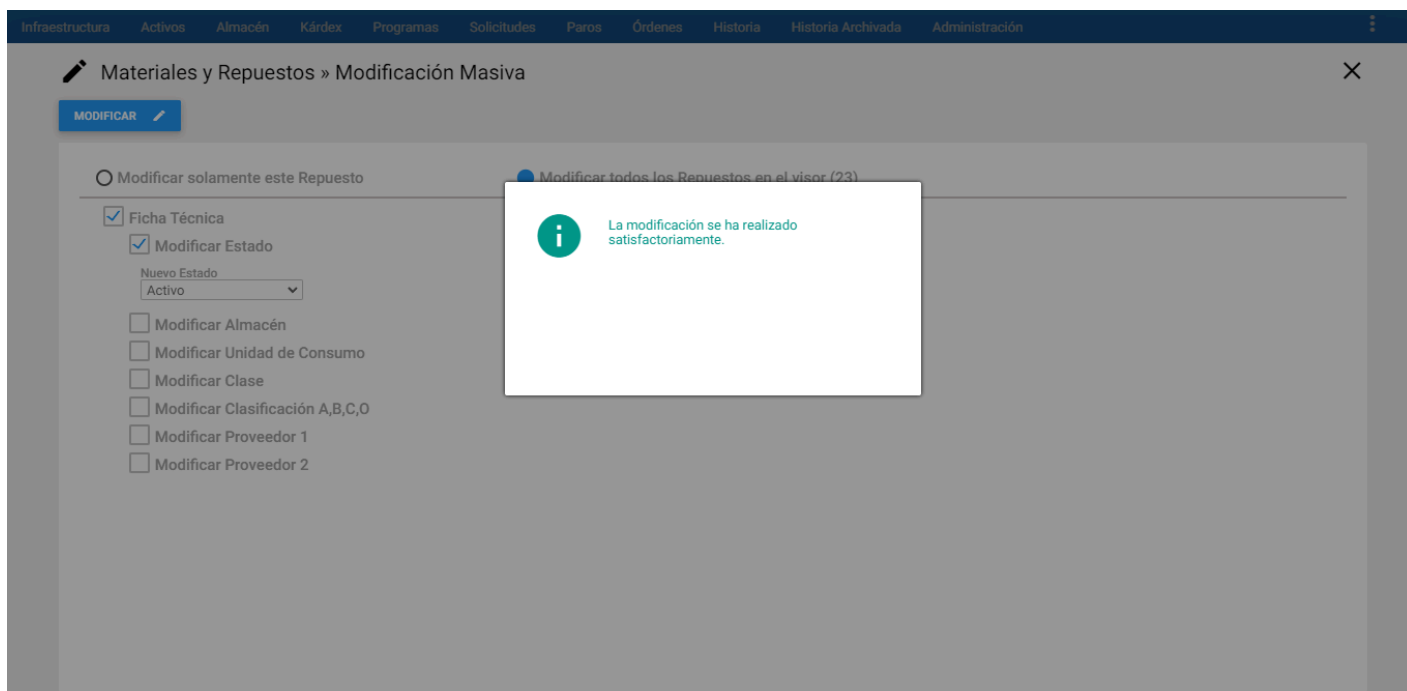 Infraestructura Activos Almacén Kárdex Programas Solicitudes Paros Órdenes Historia Historia Archivada Administración
Materiales y Repuestos » Modificación Masiva
MODIFICAR
Modificar solamente este Repuesto
Modificar todos los Repuestos en el visor (23)
Ficha Técnica
Modificar Estado
Nuevo Estado
Activo
Modificar Almacén
Modificar Unidad de Consumo
Modificar Clase
Modificar Clasificación A,B,C,O
Modificar Proveedor 1
Modificar Proveedor 2
La modificación se ha realizado
satisfactoriamente.